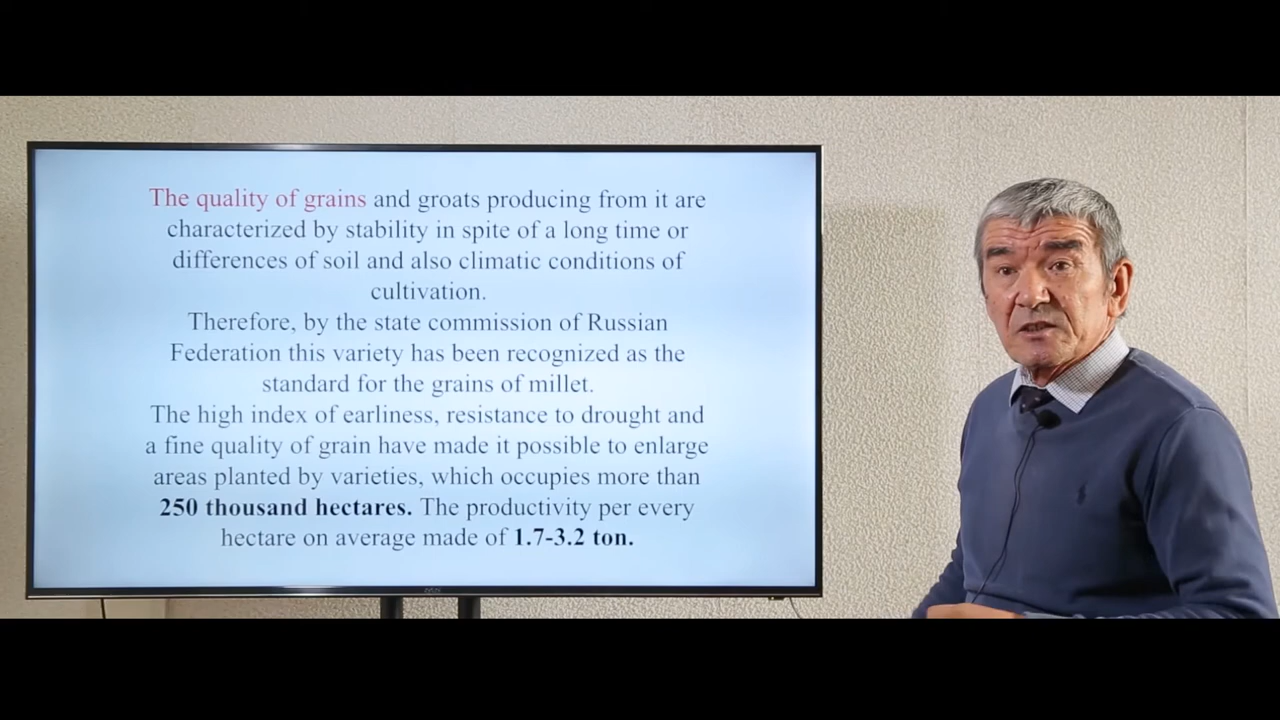 The quality of grains and groats producing from it are
characterized by stability in spite of a long time or
differences of soil and also climatic conditions of
cultivation.
Therefore, by the state commission of Russian
Federation this variety has been recognized as the
standard for the grains of millet.
The high index of earliness, resistance to drought and
a fine quality of grain have made it possible to enlarge
areas planted by varieties, which occupies more than
250 thousand hectares. The productivity per every
hectare on average made of 1.7-3.2 ton.